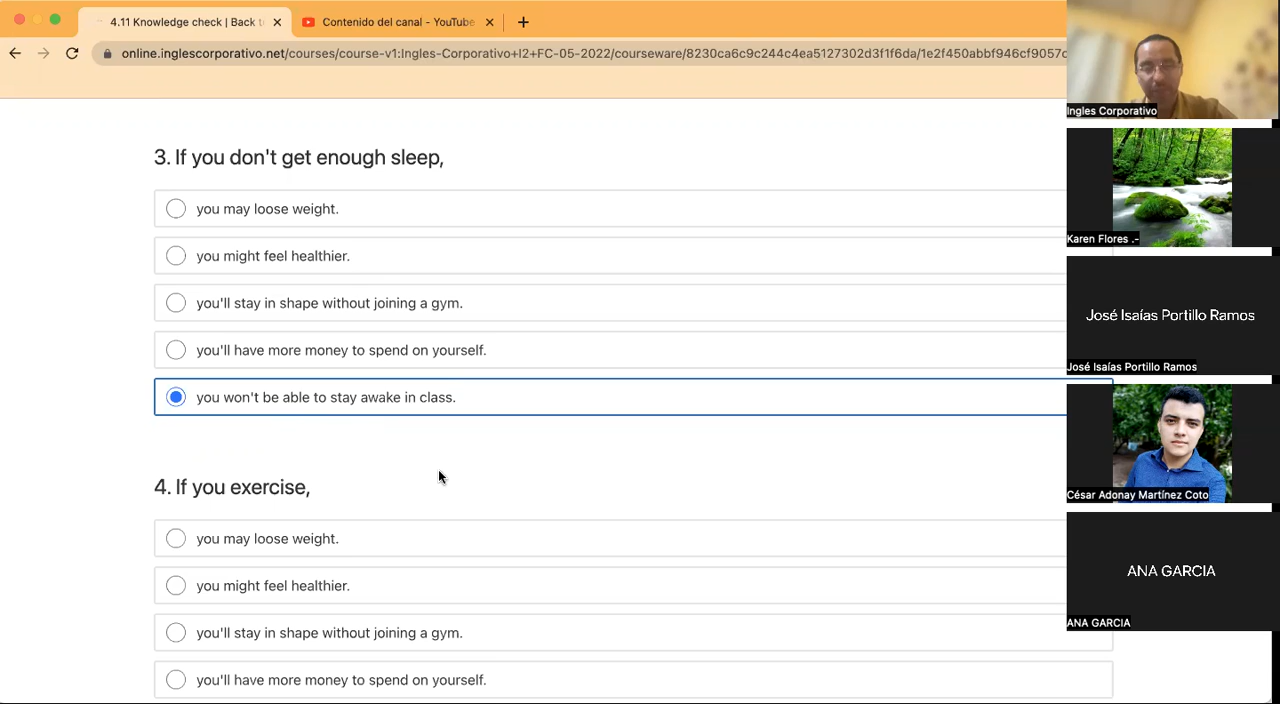 4.11 Knowledge check | Back t
Contenido del canal - YouTube
online.inglescorporativo.net/courses/course-v1:Ingles-Corporativo+I2+FC-05-2022/courseware/8230ca6c9c244c4ea5127302d3f1f6da/1e2f450abbf946cf9057c
3. If you don't get enough sleep,
you may loose weight.
you might feel healthier.
you'll stay in shape without joining a gym.
you'll have more money to spend on yourself.
you won't be able to stay awake in class.
4. If you exercise,
you may loose weight.
you might feel healthier.
you'll stay in shape without joining a gym.
you'll have more money to spend on yourself.
Ingles Corporativo
Karen Flores .-
José Isaías Portillo Ramos
José Isaías Portillo Ramos
César Adonay Martínez Coto
ANA GARCIA
ANA GARCIA